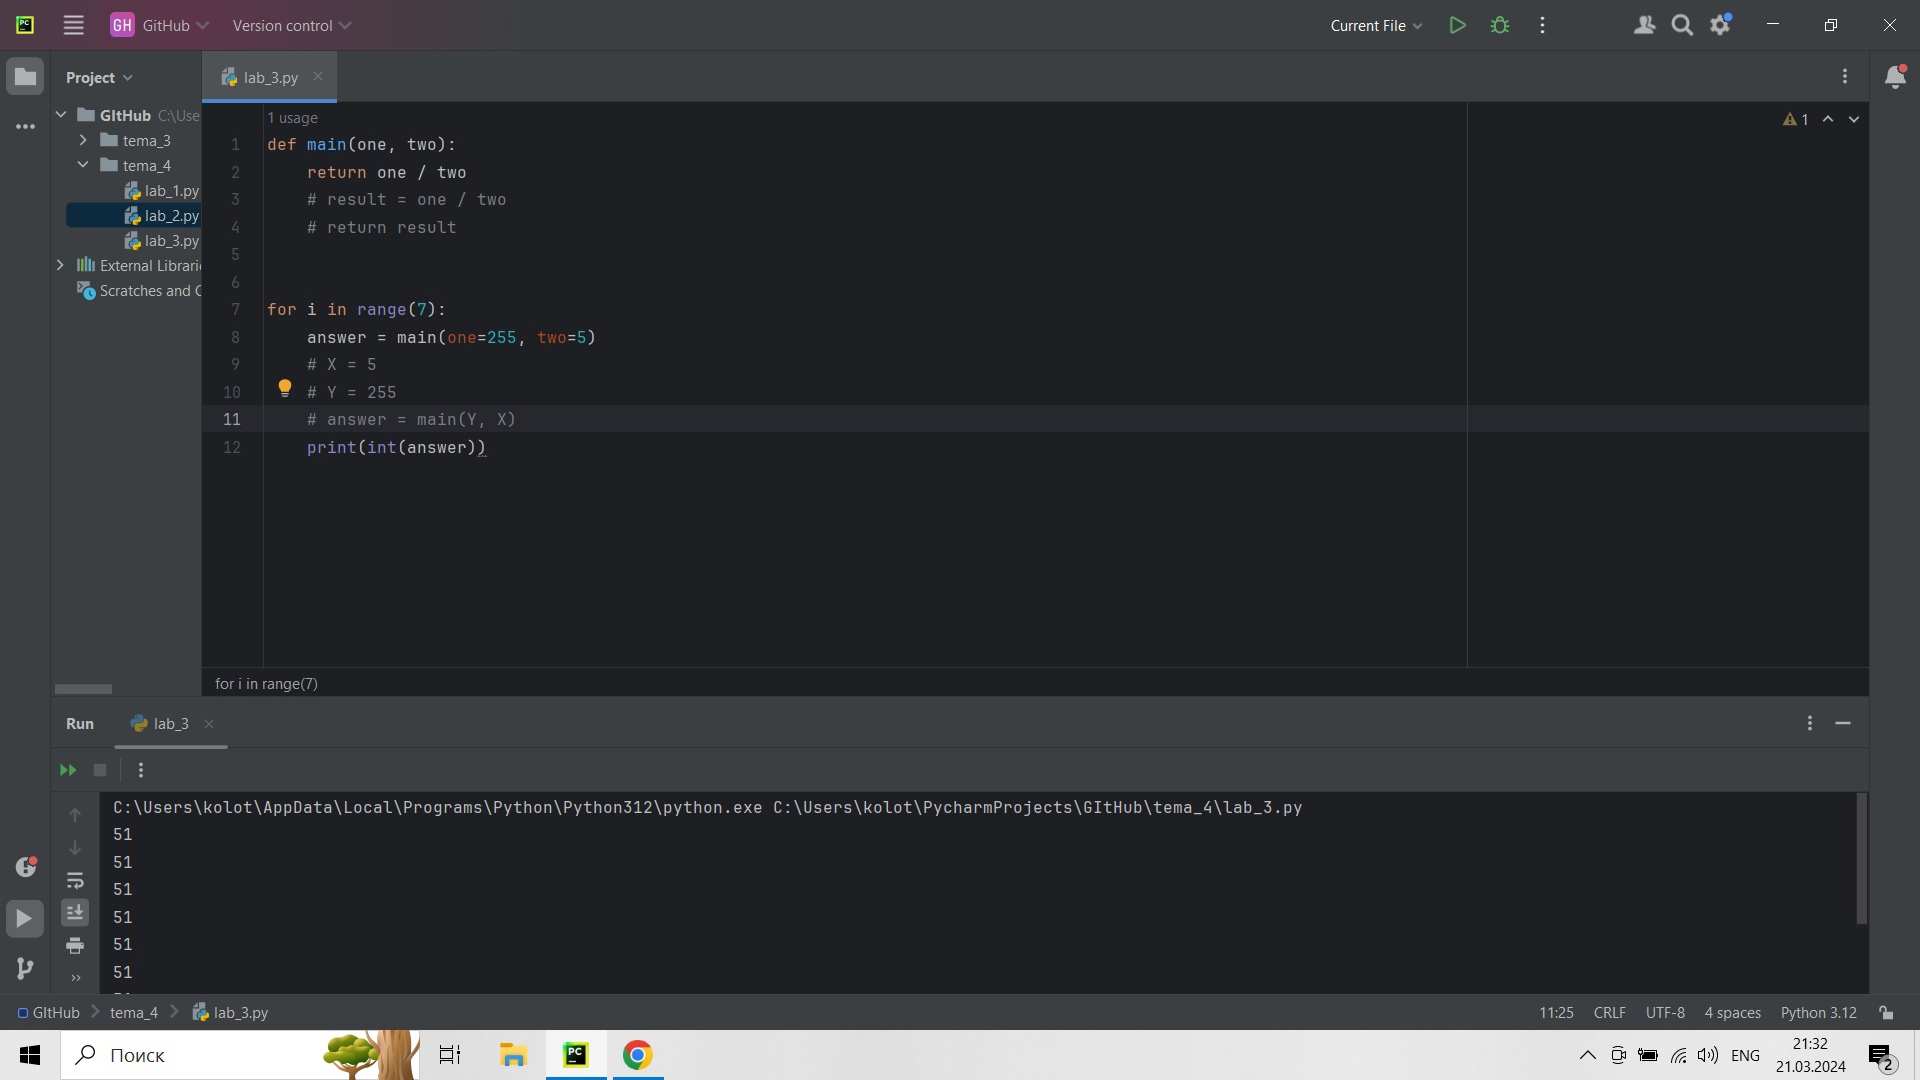 GH GitHub Version control Current File
Project
lab_3.py
GItHub C:\Use
tema_3
tema_4
lab_1.py
lab_2.py
lab_3.py
External Librari
Scratches and C
1 usage
1
1 def main(one, two):
2 return one / two
3 # result = one / two
4 # return result
5
6
7 for i in range(7):
8 answer = main(one=255, two=5)
9 # X = 5
10 # Y = 255
11 # answer = main(Y, X)
12 print(int(answer))
for i in range(7)
Run lab_3
C:\Users\kolot\AppData\Local\Programs\Python\Python312\python.exe C:\Users\kolot\PycharmProjects\GItHub\tema_4\lab_3.py
51
51
51
51
51
51
GItHub tema_4 lab_3.py 11:25 CRLF UTF-8 4 spaces Python 3.12
Поиск
PC
ENG
21:32
21.03.2024
2